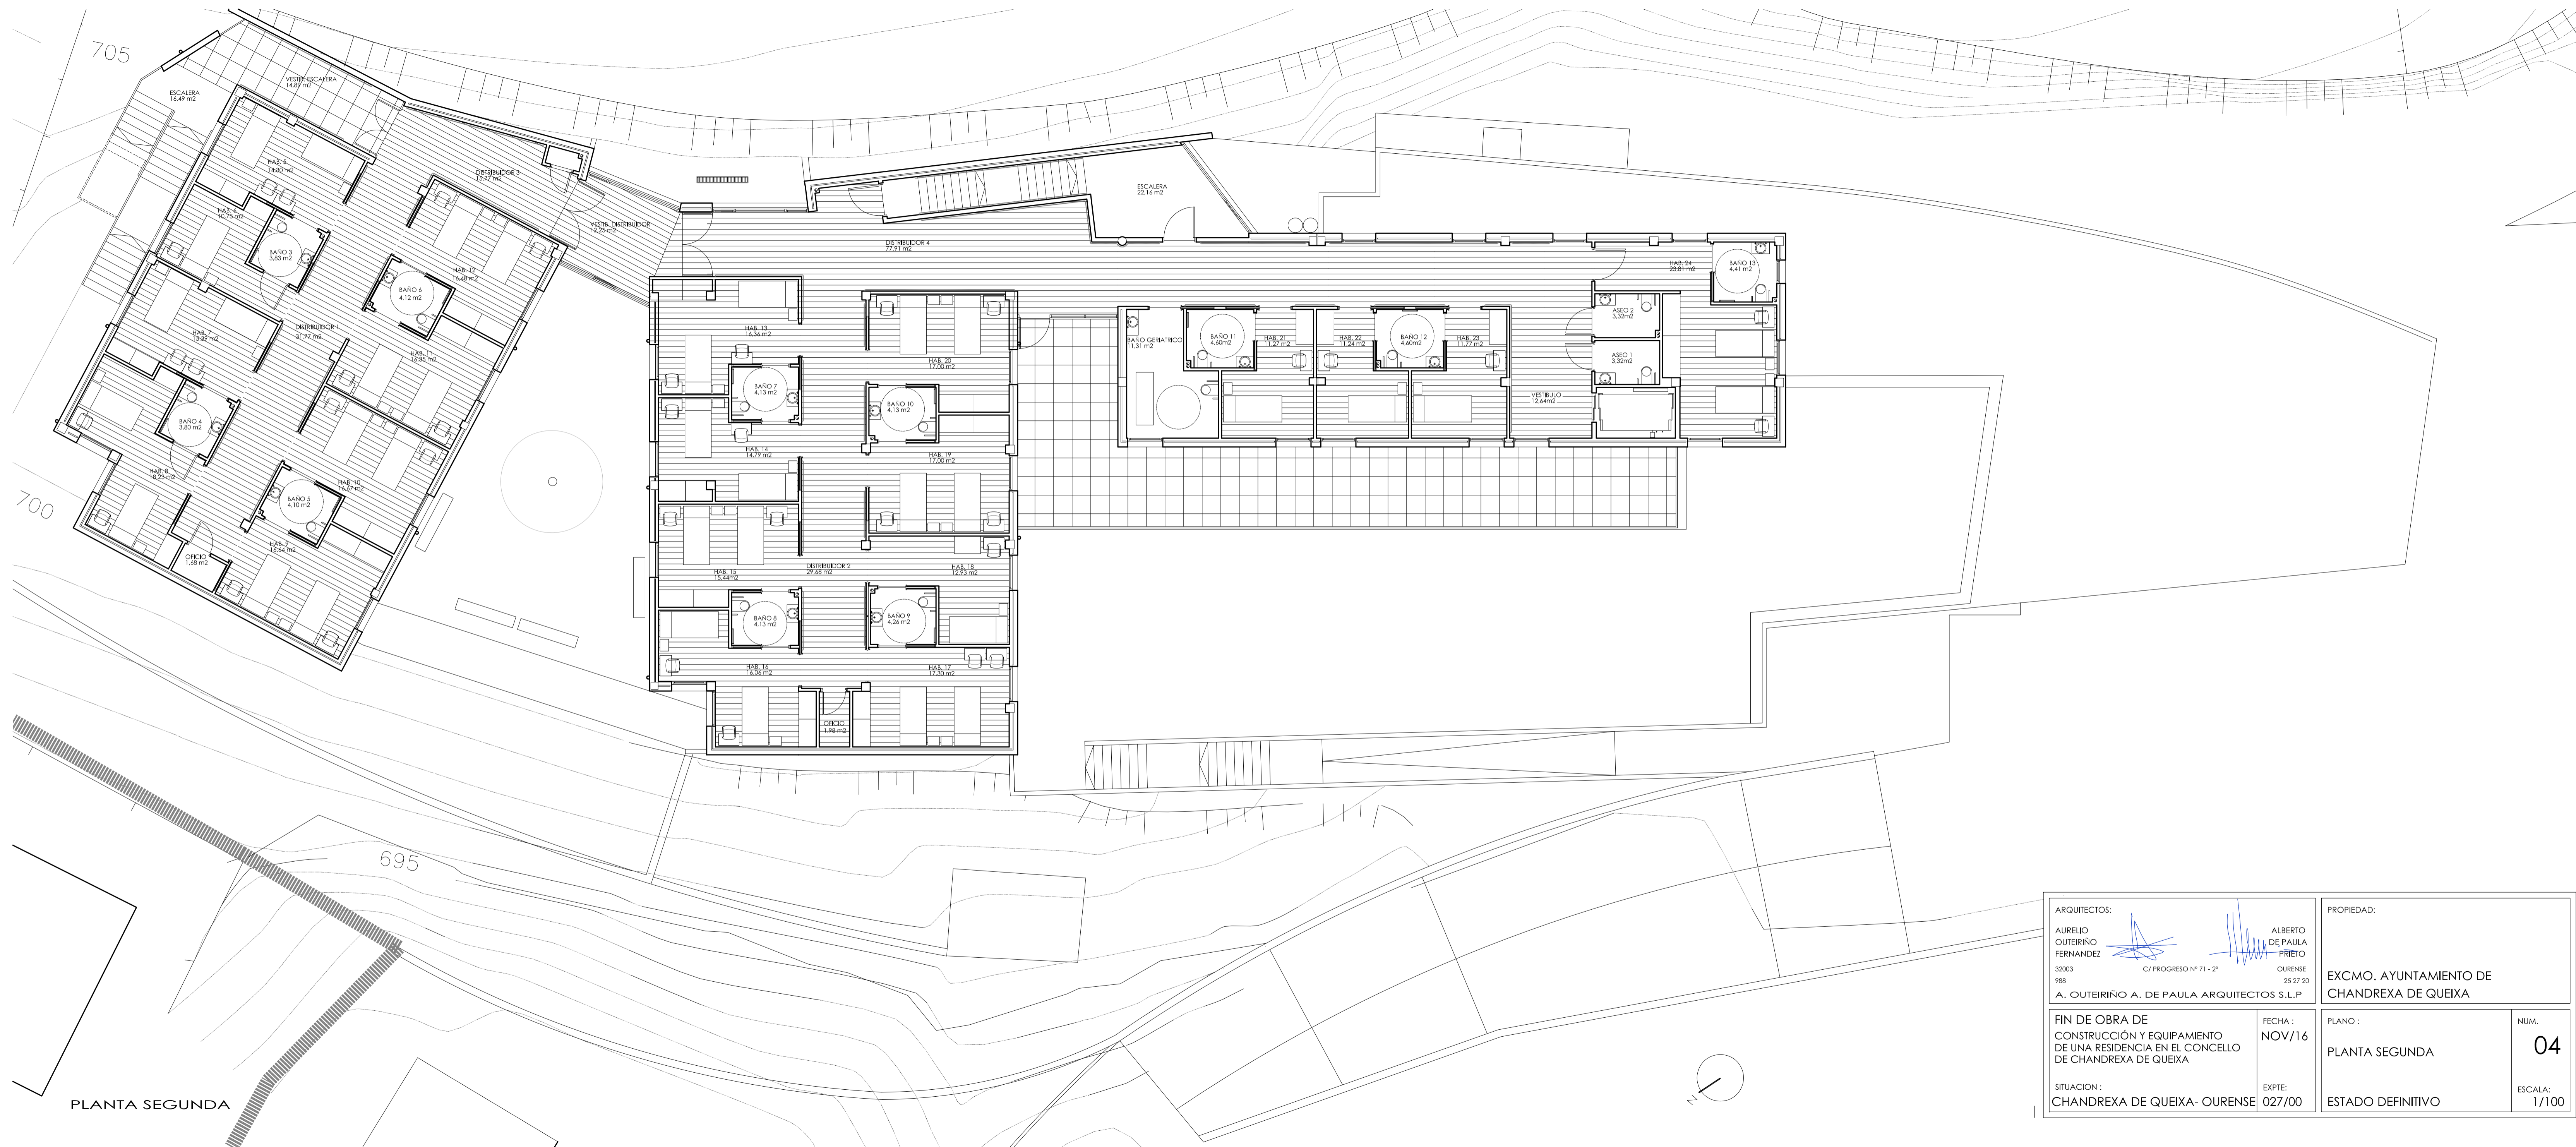 705
ESCALERA
16,49 m2
VESTIB. ESCALERA
14,89 m2
HAB. 5
14,30 m2
DISTRIBUIDOR 3
15,77 m2
HAB. 6
10,73 m2
BAÑO 3
3,83 m2
VESTIB. DISTRIBUIDOR
12,25 m2
HAB. 12
16,48 m2
BAÑO 6
4,12 m2
HAB. 7
15,39 m2
DISTRIBUIDOR 1
31,77 m2
HAB. 11
16,35 m2
BAÑO 4
3,80 m2
HAB. 8
18,23 m2
HAB. 10
16,67 m2
BAÑO 5
4,10 m2
HAB. 9
16,64 m2
OFICIO
1,68 m2
700
ESCALERA
22,16 m2
DISTRIBUIDOR 4
77,91 m2
HAB. 13
16,36 m2
HAB. 20
17,00 m2
BAÑO 7
4,13 m2
BAÑO 10
4,13 m2
HAB. 14
14,79 m2
HAB. 19
17,00 m2
HAB. 15
15,44m2
DISTRIBUIDOR 2
29,68 m2
HAB. 18
12,93 m2
BAÑO 8
4,13 m2
BAÑO 9
4,26 m2
HAB. 16
16,06 m2
HAB. 17
17,30 m2
OFICIO
1,98 m2
BAÑO GERIATRICO
11,31 m2
BAÑO 11
4,60m2
HAB. 21
11,27 m2
HAB. 22
11,24 m2
BAÑO 12
4,60m2
HAB. 23
11,77 m2
VESTIBULO
12,64m2
ASEO 2
3,32m2
ASEO 1
3,32m2
HAB. 24
23,81 m2
BAÑO 13
4,41 m2
695
PLANTA SEGUNDA
N
ARQUITECTOS:
AURELIO
OUTEIRIÑO
FERNANDEZ
ALBERTO
DE PAULA
PRIETO
32003
C/ PROGRESO Nº 71 - 2º
OURENSE
988
25 27 20
A. OUTEIRIÑO A. DE PAULA ARQUITECTOS S.L.P
PROPIEDAD:
EXCMO. AYUNTAMIENTO DE
CHANDREXA DE QUEIXA
FIN DE OBRA DE
CONSTRUCCIÓN Y EQUIPAMIENTO
DE UNA RESIDENCIA EN EL CONCELLO
DE CHANDREXA DE QUEIXA
FECHA :
NOV/16
SITUACION :
CHANDREXA DE QUEIXA- OURENSE
EXPTE:
027/00
PLANO :
PLANTA SEGUNDA
ESTADO DEFINITIVO
NUM.
04
ESCALA:
1/100